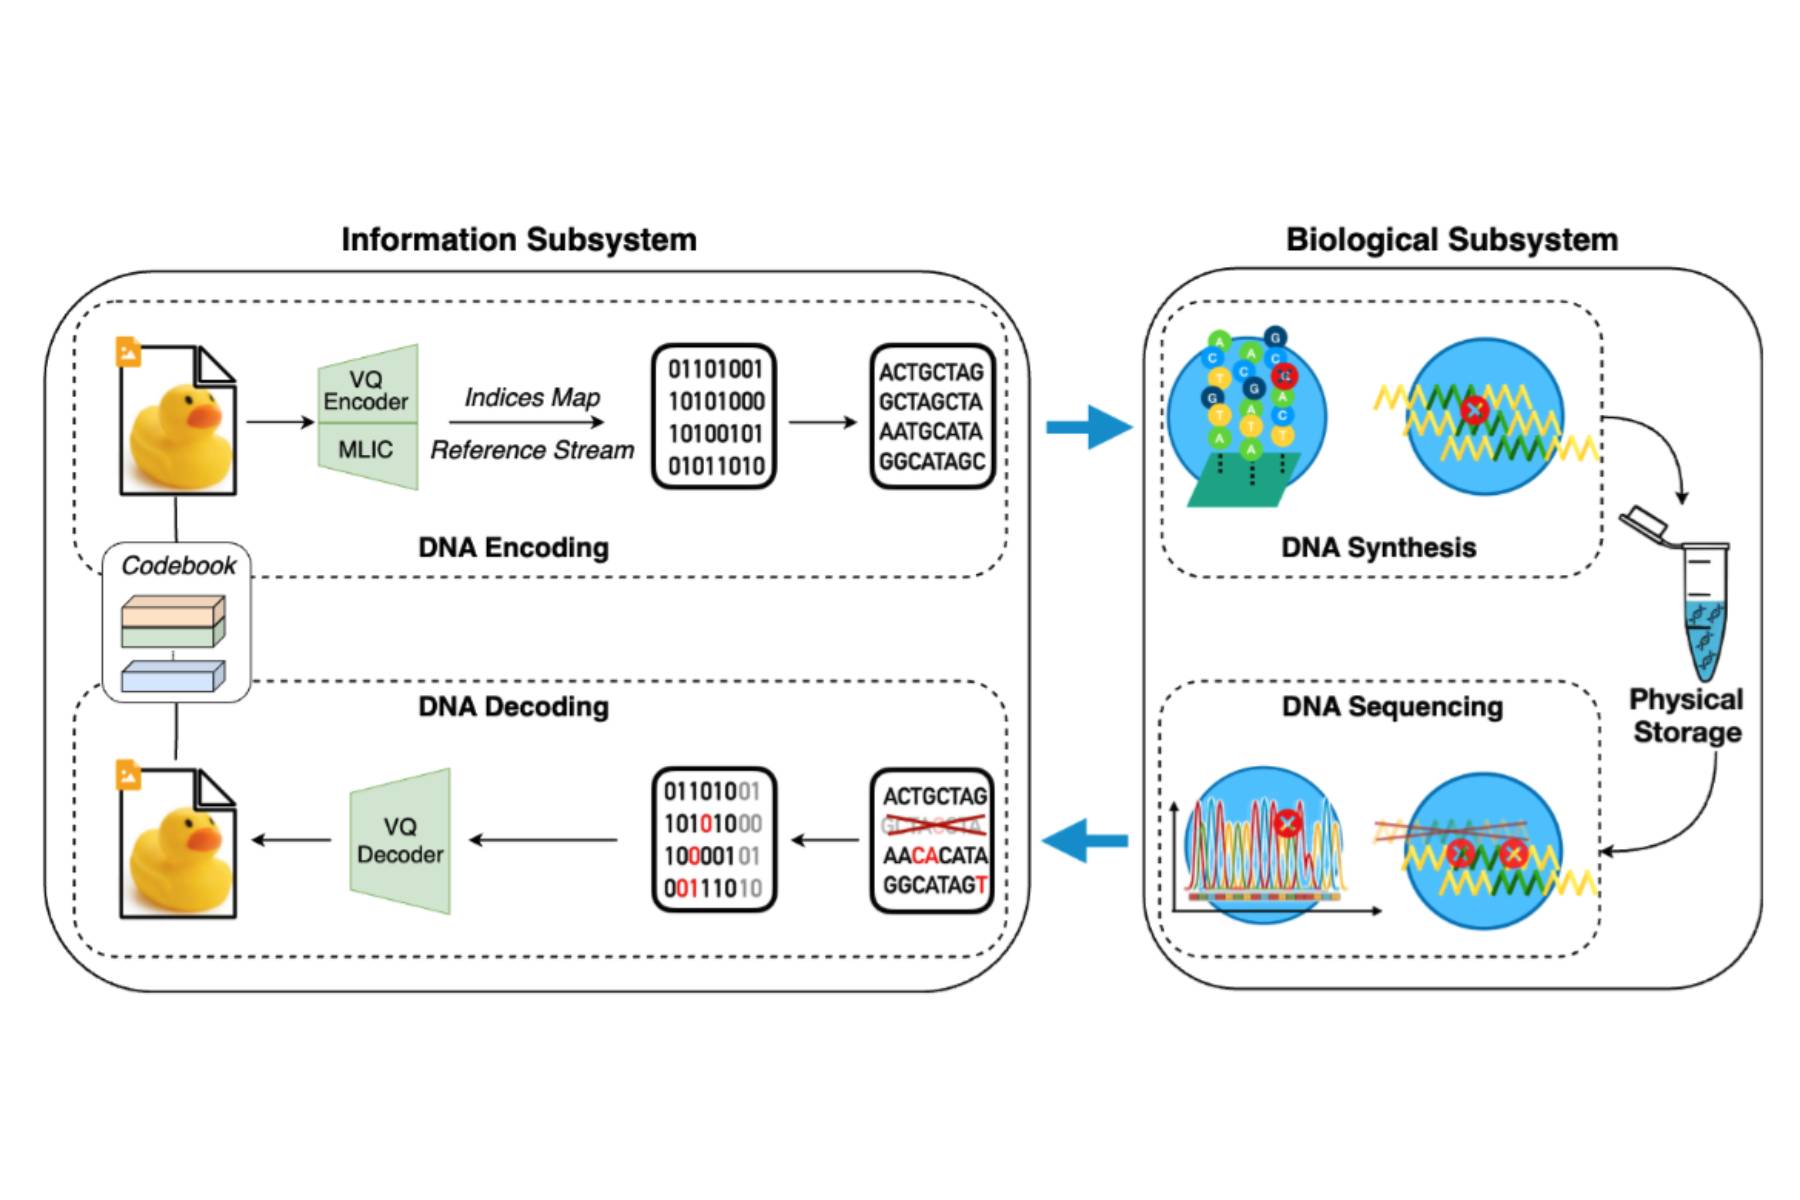 Information Subsystem
Biological Subsystem
VQ
Encoder
MLIC
Indices Map
Reference Stream
01101001
10101000
10100101
01011010
ACTGCTAG
GCTAGCTA
AATGCATA
GGCATAGC
DNA Encoding
A
C
T
G
T
A
A
C
G
A
T
A
G
C
A
C
T
DNA Synthesis
Codebook
Physical
Storage
DNA Decoding
VQ
Decoder
01101001
10101000
10000101
00111010
ACTGCTAG
AACACATA
GGCATAGT
DNA Sequencing